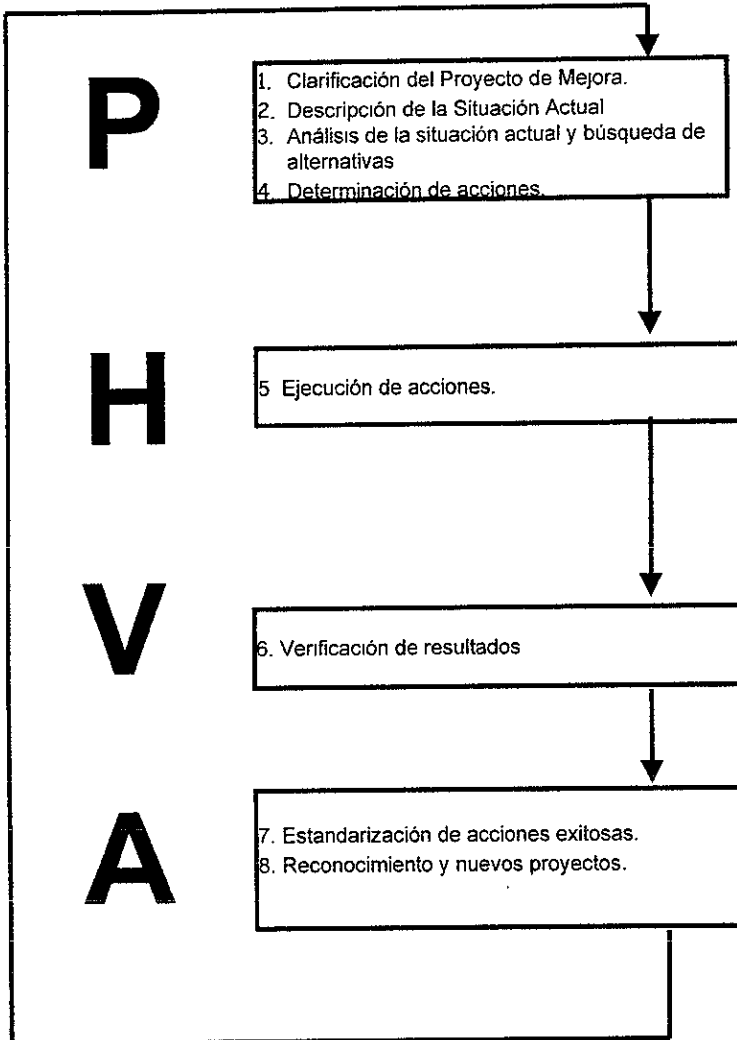 P
1. Clarificación del Proyecto de Mejora.
2. Descripción de la Situación Actual
3. Análisis de la situación actual y búsqueda de
alternativas
4. Determinación de acciones.
H
5 Ejecución de acciones.
V
6. Verificación de resultados
A
7. Estandarización de acciones exitosas.
8. Reconocimiento y nuevos proyectos.